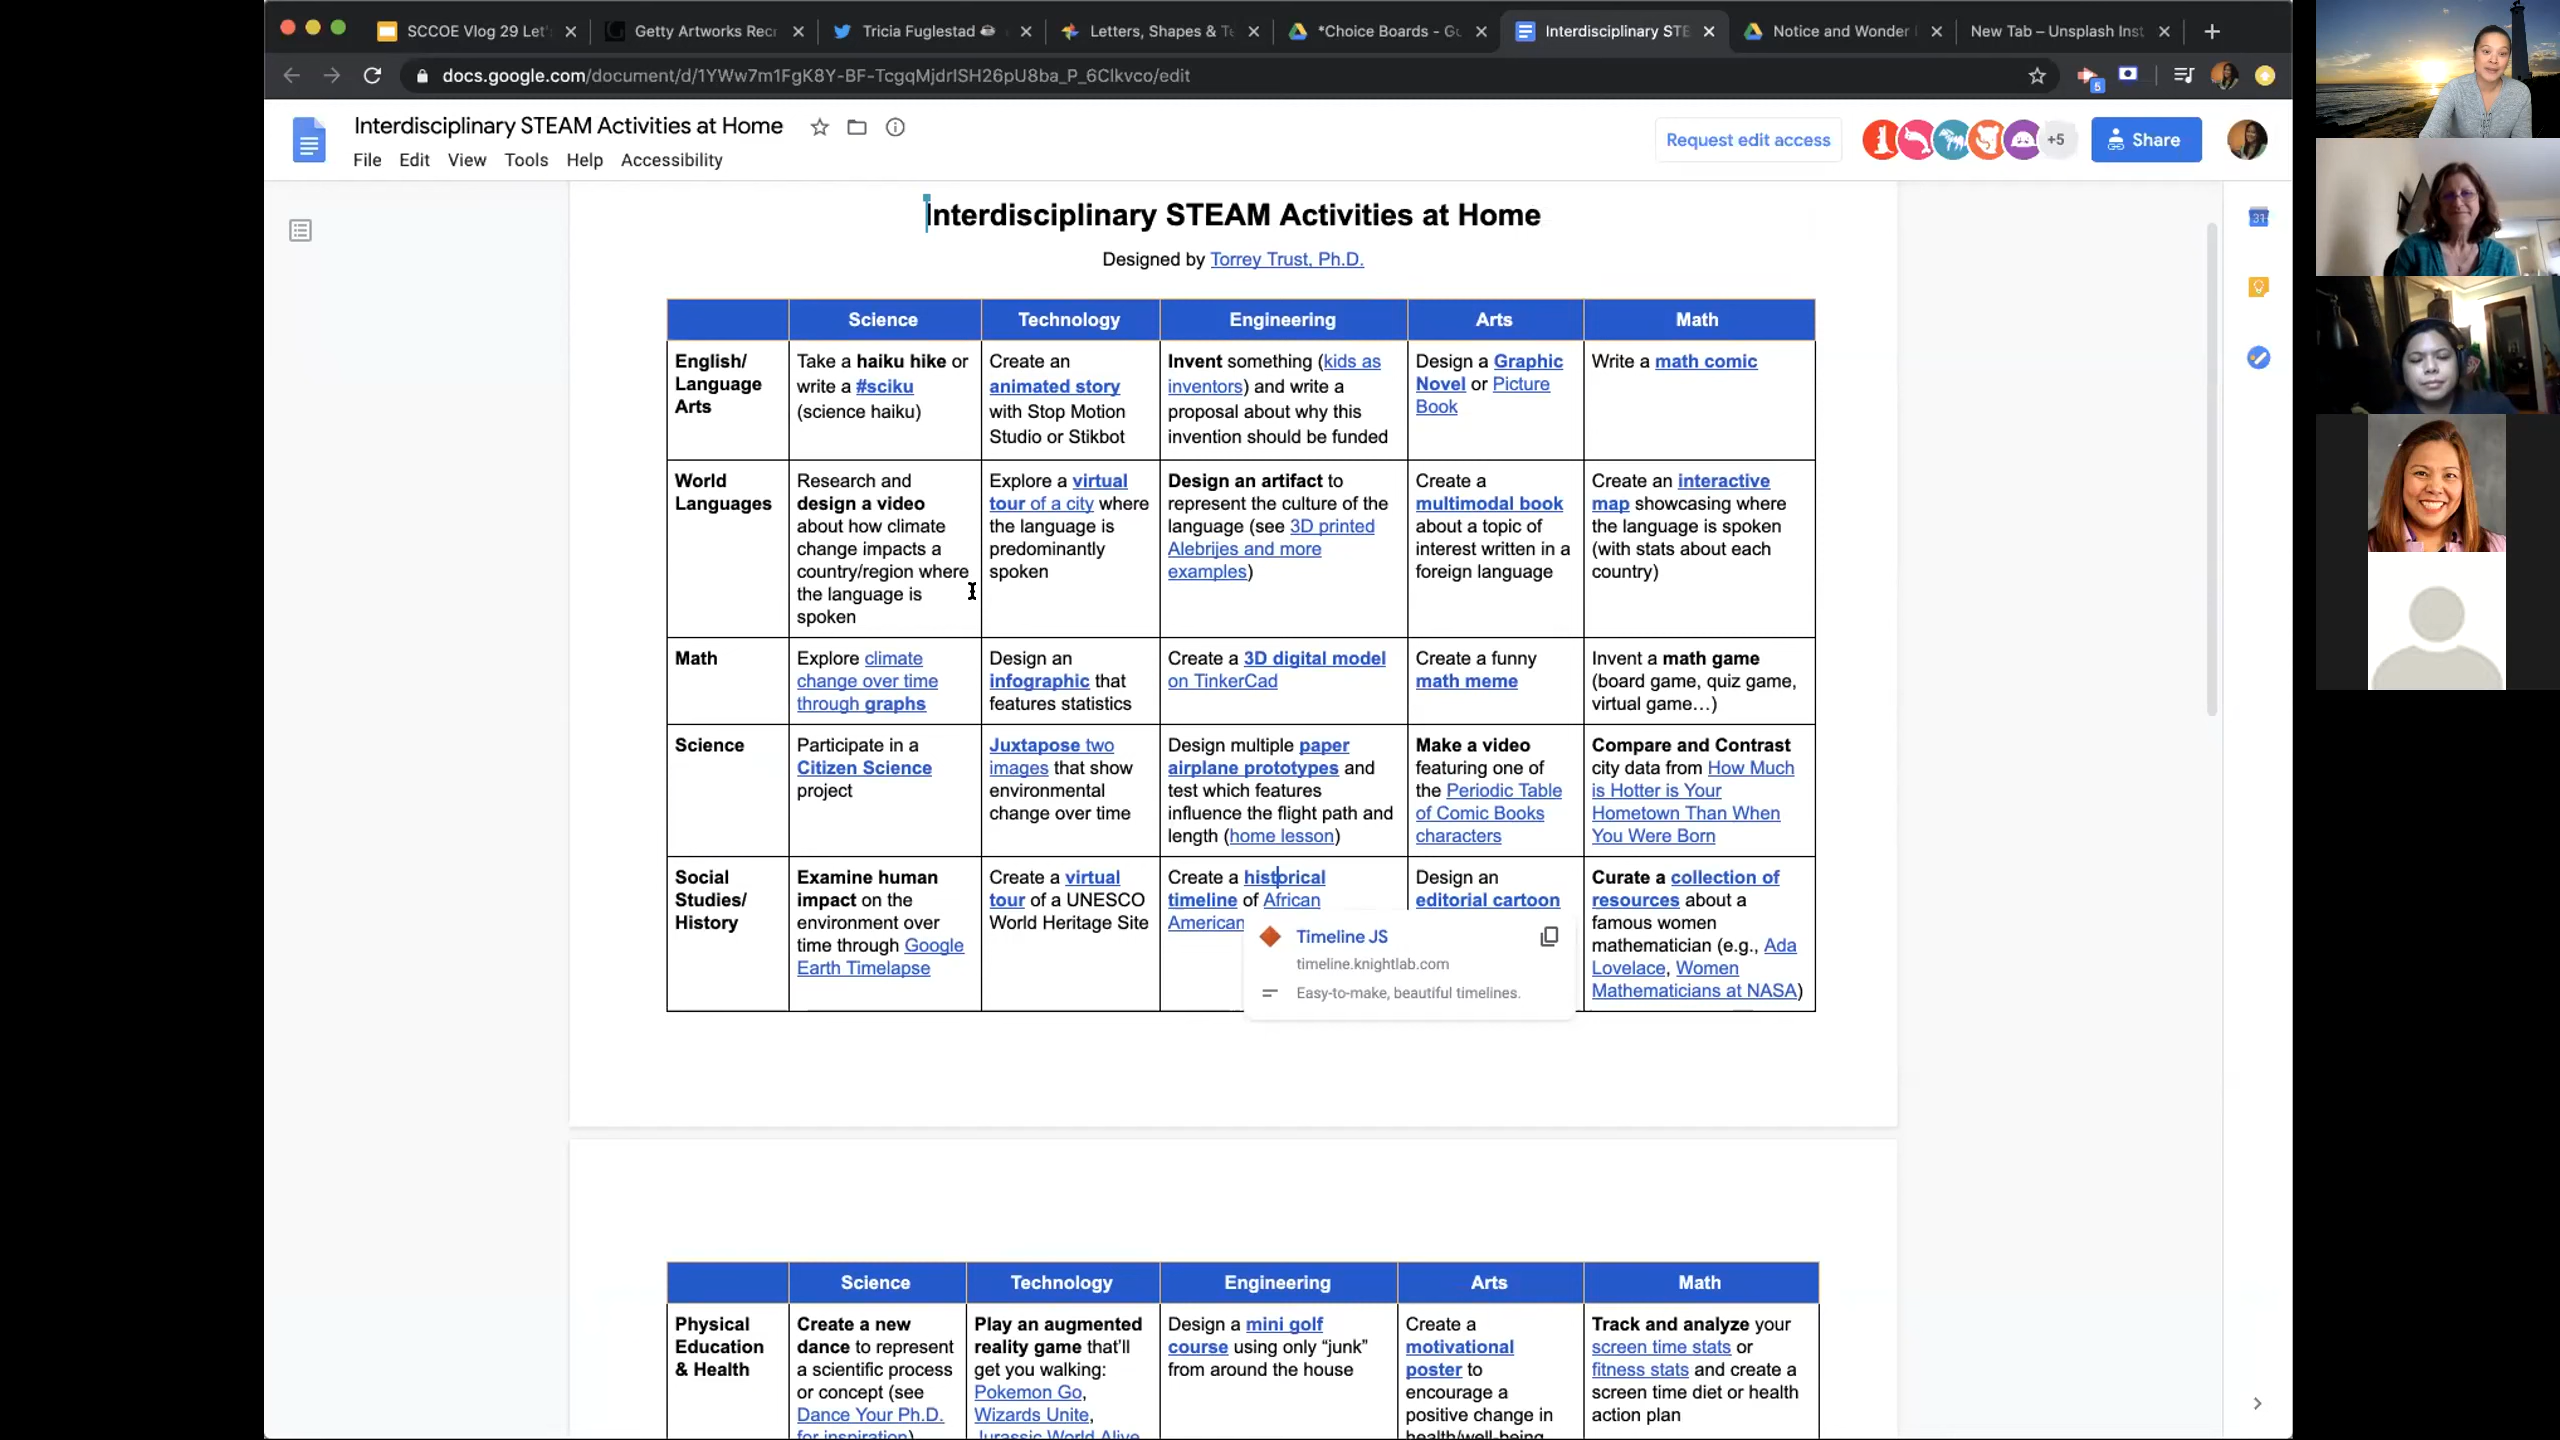 SCCOE Vlog 29 Let'
Getty Artworks Recr
Tricia Fuglestad
Letters, Shapes & Te
*Choice Boards - Go
Interdisciplinary STE
Notice and Wonder
New Tab – Unsplash Inst
docs.google.com/document/d/1YWw7m1FgK8Y-BF-TcgqMjdrISH26pU8ba_P_6CIkvco/edit
5
Interdisciplinary STEAM Activities at Home
File Edit View Tools Help Accessibility
Request edit access
+5
Share
31
Interdisciplinary STEAM Activities at Home
Designed by Torrey Trust, Ph.D.
Science Technology Engineering Arts Math
English/
Language
Arts
Take a haiku hike or
write a #sciku
(science haiku)
Create an
animated story
with Stop Motion
Studio or Stikbot
Invent something (kids as
inventors) and write a
proposal about why this
invention should be funded
Design a Graphic
Novel or Picture
Book
Write a math comic
World
Languages
Research and
design a video
about how climate
change impacts a
country/region where
the language is
spoken
Explore a virtual
tour of a city where
the language is
predominantly
spoken
Design an artifact to
represent the culture of the
language (see 3D printed
Alebrijes and more
examples)
Create a
multimodal book
about a topic of
interest written in a
foreign language
Create an interactive
map showcasing where
the language is spoken
(with stats about each
country)
Math
Explore climate
change over time
through graphs
Design an
infographic that
features statistics
Create a 3D digital model
on TinkerCad
Create a funny
math meme
Invent a math game
(board game, quiz game,
virtual game…)
Science
Participate in a
Citizen Science
project
Juxtapose two
images that show
environmental
change over time
Design multiple paper
airplane prototypes and
test which features
influence the flight path and
length (home lesson)
Make a video
featuring one of
the Periodic Table
of Comic Books
characters
Compare and Contrast
city data from How Much
is Hotter is Your
Hometown Than When
You Were Born
Social
Studies/
History
Examine human
impact on the
environment over
time through Google
Earth Timelapse
Create a virtual
tour of a UNESCO
World Heritage Site
Create a historical
timeline of African
American
Timeline JS
timeline.knightlab.com
Easy-to-make, beautiful timelines.
Design an
editorial cartoon
Curate a collection of
resources about a
famous women
mathematician (e.g., Ada
Lovelace, Women
Mathematicians at NASA)
Science Technology Engineering Arts Math
Physical
Education
& Health
Create a new
dance to represent
a scientific process
or concept (see
Dance Your Ph.D.
for inspiration)
Play an augmented
reality game that'll
get you walking:
Pokemon Go,
Wizards Unite,
Jurassic World Alive
Design a mini golf
course using only “junk”
from around the house
Create a
motivational
poster to
encourage a
positive change in
health/well-being
Track and analyze your
screen time stats or
fitness stats and create a
screen time diet or health
action plan